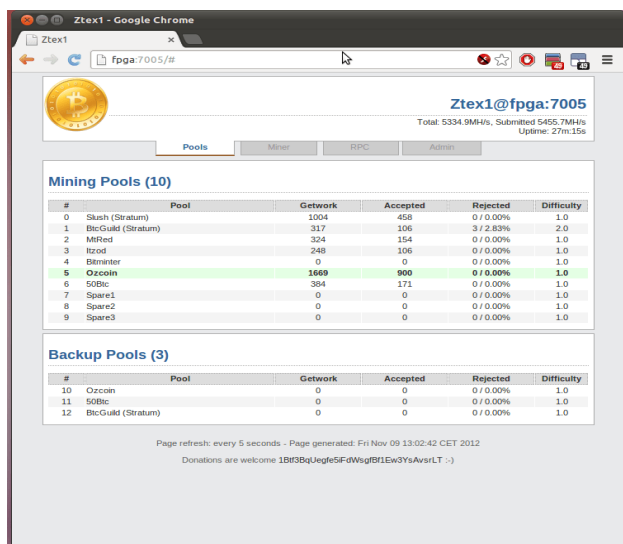 Ztex1 - Google Chrome
Ztex1
fpga:7005/#
49
49
Ztex1@fpga:7005
Total: 5334.9MH/s, Submitted 5455.7MH/s
Uptime: 27m:15s
Pools Miner RPC Admin
Mining Pools (10)
# Pool Getwork Accepted Rejected Difficulty
0 Slush (Stratum) 1004 458 0 / 0.00% 1.0
1 BtcGuild (Stratum) 317 106 3 / 2.83% 2.0
2 MtRed 324 154 0 / 0.00% 1.0
3 Itzod 248 106 0 / 0.00% 1.0
4 Bitminter 0 0 0 / 0.00% 1.0
5 Ozcoin 1669 900 0 / 0.00% 1.0
6 50Btc 384 171 0 / 0.00% 1.0
7 Spare1 0 0 0 / 0.00% 1.0
8 Spare2 0 0 0 / 0.00% 1.0
9 Spare3 0 0 0 / 0.00% 1.0
Backup Pools (3)
# Pool Getwork Accepted Rejected Difficulty
10 Ozcoin 0 0 0 / 0.00% 1.0
11 50Btc 0 0 0 / 0.00% 1.0
12 BtcGuild (Stratum) 0 0 0 / 0.00% 1.0
Page refresh: every 5 seconds - Page generated: Fri Nov 09 13:02:42 CET 2012
Donations are welcome 1Btf3BqUegfe5iFdWsgfBf1Ew3YsAvsrLT :-)